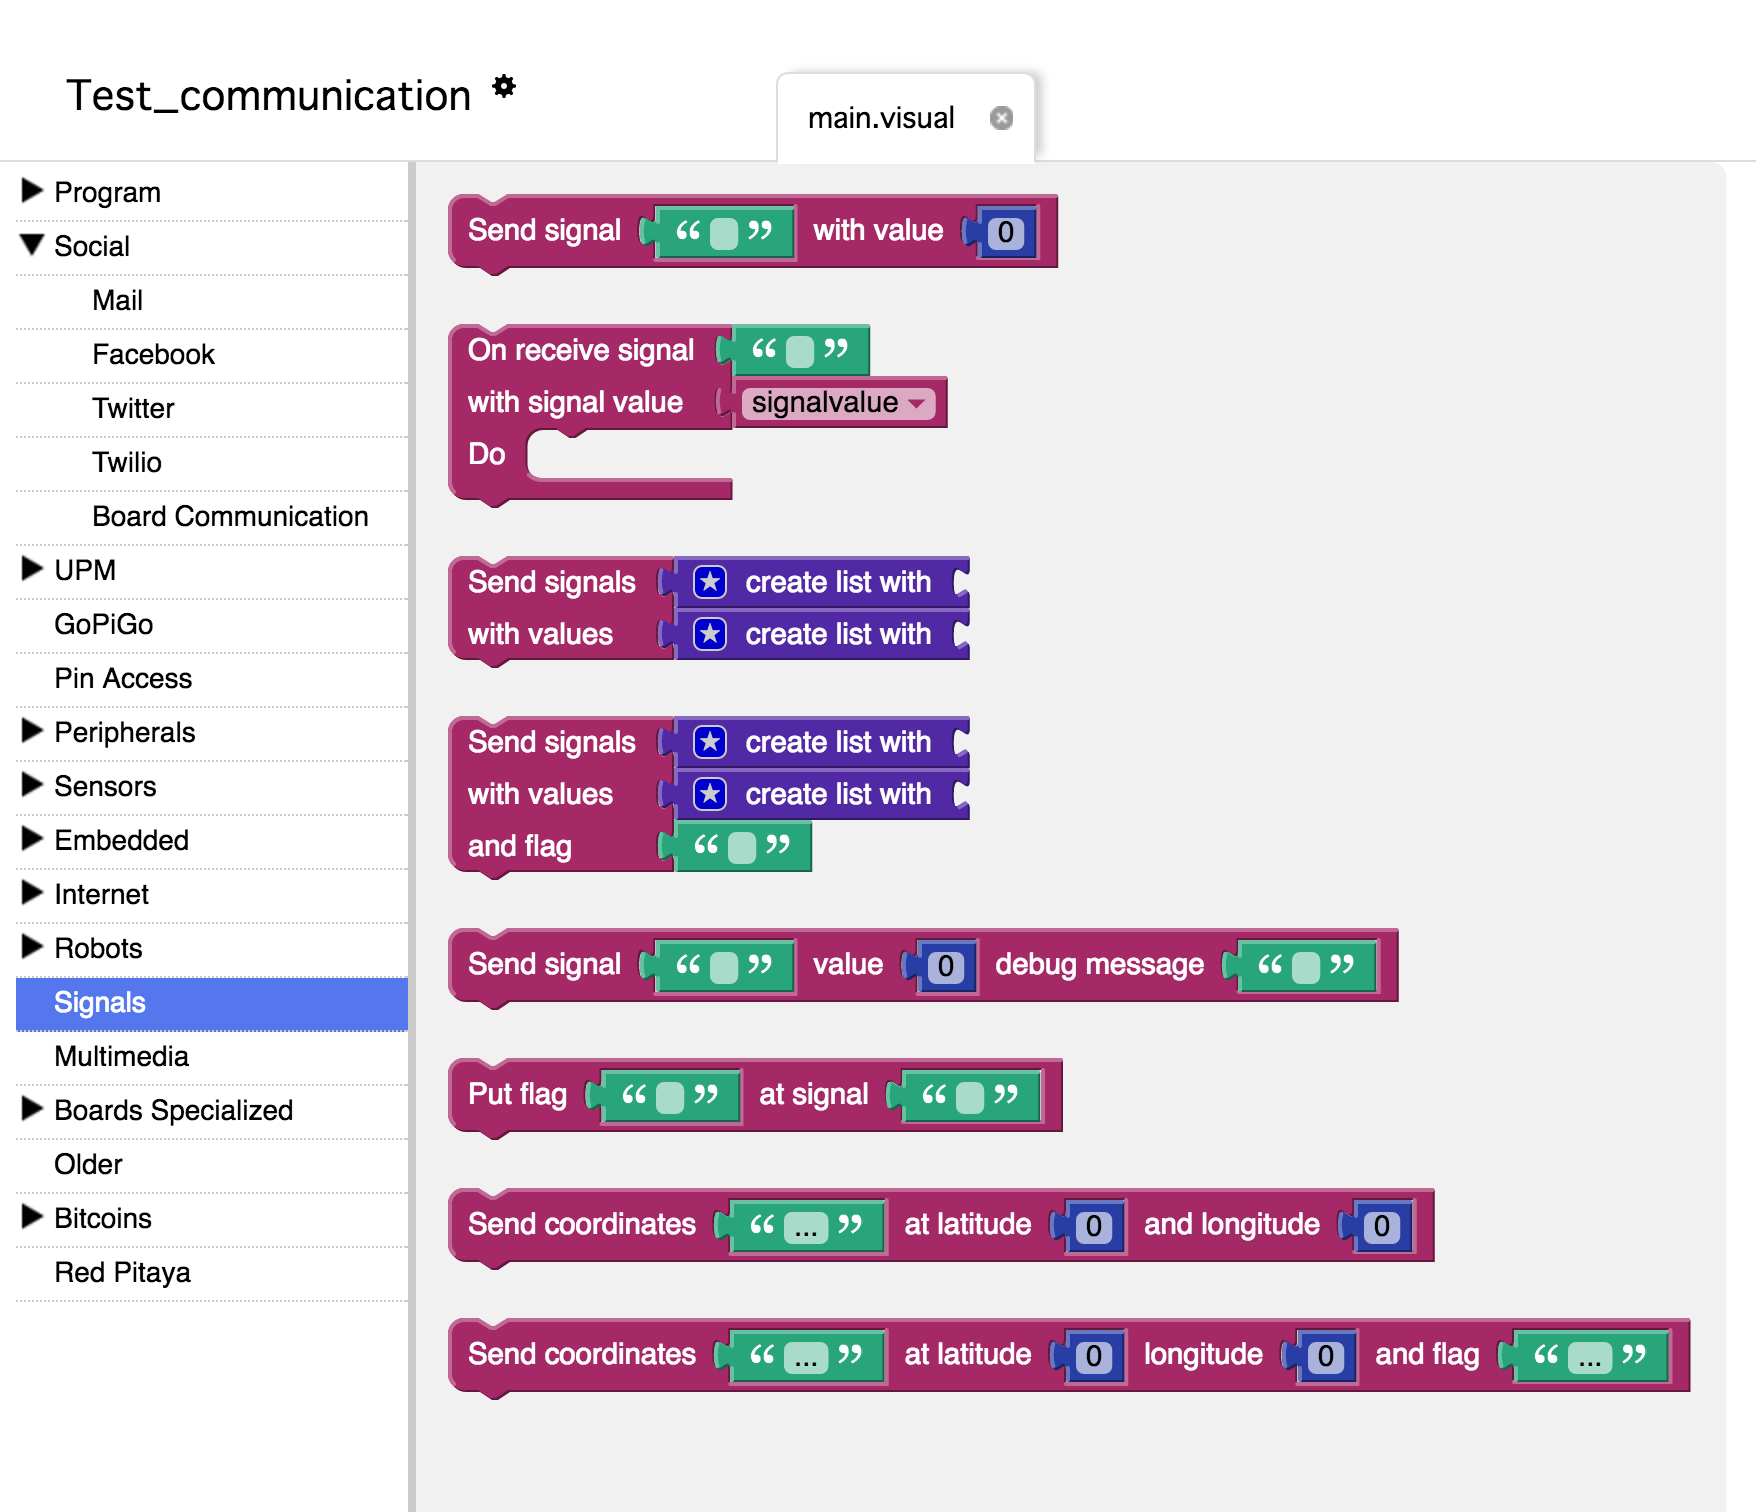 Test_communication
main.visual
Program
Social
Mail
Facebook
Twitter
Twilio
Board Communication
UPM
GoPiGo
Pin Access
Peripherals
Sensors
Embedded
Internet
Robots
Signals
Multimedia
Boards Specialized
Older
Bitcoins
Red Pitaya
Send signal “ ” with value 0
On receive signal “ ”
with signal value signalvalue
Do
Send signals create list with
with values create list with
Send signals create list with
with values create list with
and flag “ ”
Send signal “ ” value 0 debug message “ ”
Put flag “ ” at signal “ ”
Send coordinates “ ... ” at latitude 0 and longitude 0
Send coordinates “ ... ” at latitude 0 longitude 0 and flag “ ... ”